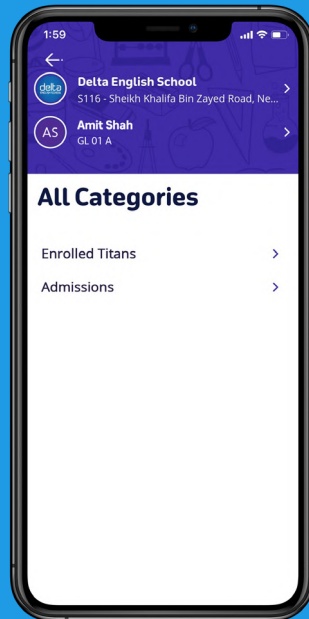 1:59
delta
Delta English School
S116 - Sheikh Khalifa Bin Zayed Road, Ne...
AS
Amit Shah
GL 01 A
All Categories
Enrolled Titans
Admissions